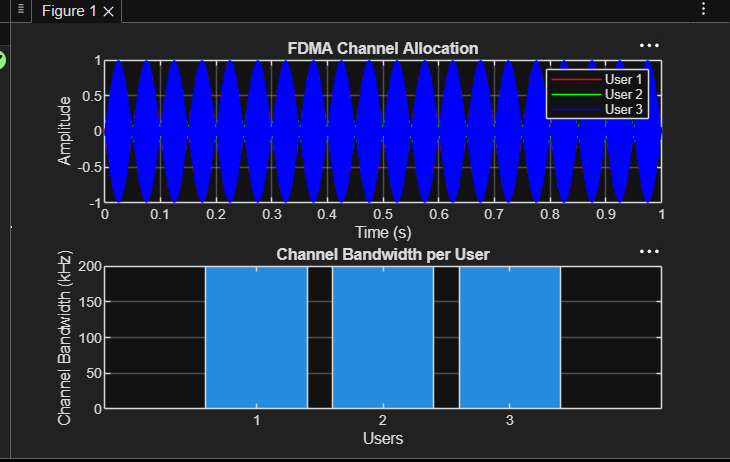 Figure 1
FDMA Channel Allocation
Amplitude
1
0.5
0
-0.5
-1
User 1
User 2
User 3
0 0.1 0.2 0.3 0.4 0.5 0.6 0.7 0.8 0.9 1
Time (s)
Channel Bandwidth per User
Channel Bandwidth (kHz)
200
150
100
50
0
1 2 3
Users